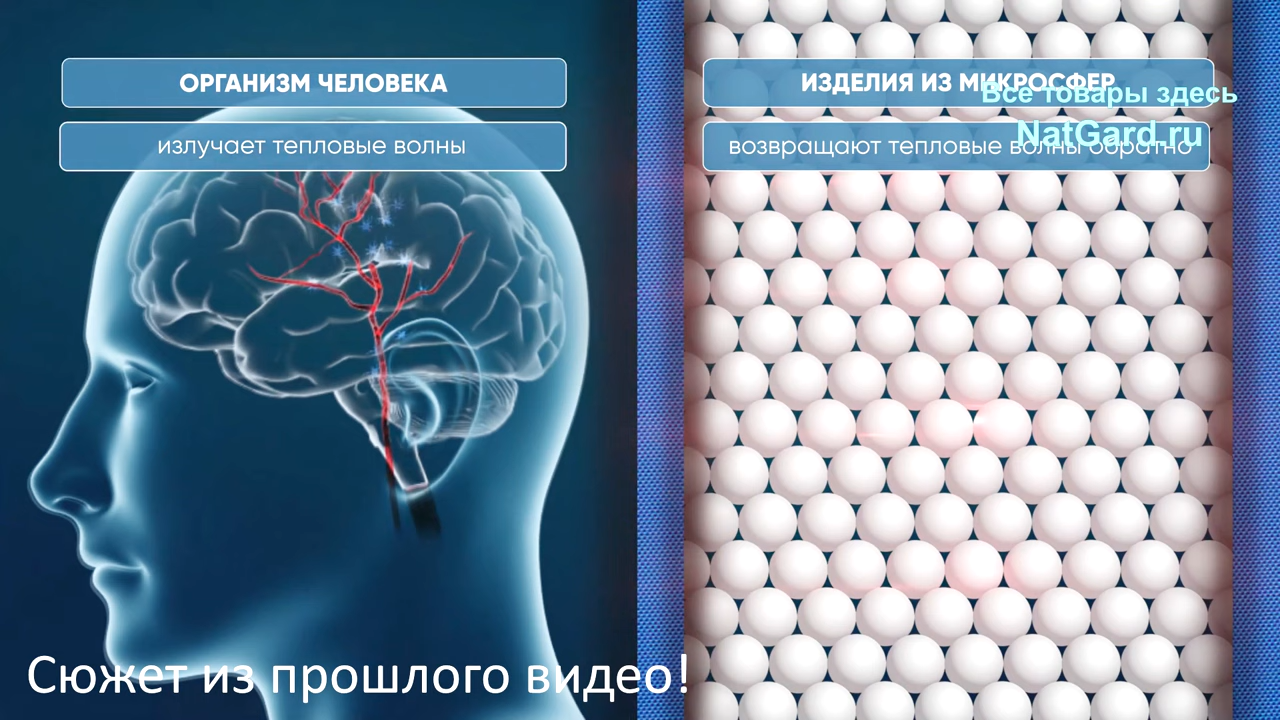 ОРГАНИЗМ ЧЕЛОВЕКА
излучает тепловые волны
ИЗДЕЛИЯ ИЗ МИКРОСФЕР
Все товары здесь
NatGard.ru
возвращают тепловые волны обратно
Сюжет из прошлого видео!